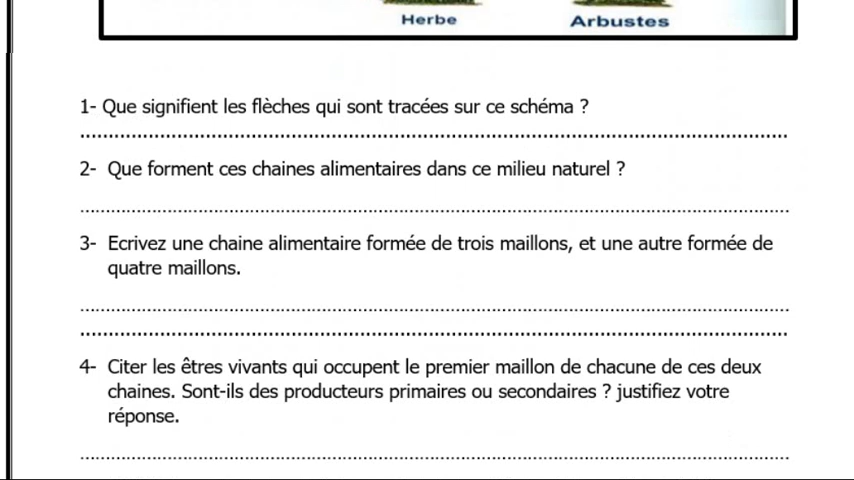 Herbe Arbustes
1- Que signifient les flèches qui sont tracées sur ce schéma ?
2- Que forment ces chaines alimentaires dans ce milieu naturel ?
3- Ecrivez une chaine alimentaire formée de trois maillons, et une autre formée de
quatre maillons.
4- Citer les êtres vivants qui occupent le premier maillon de chacune de ces deux
chaines. Sont-ils des producteurs primaires ou secondaires ? justifiez votre
réponse.